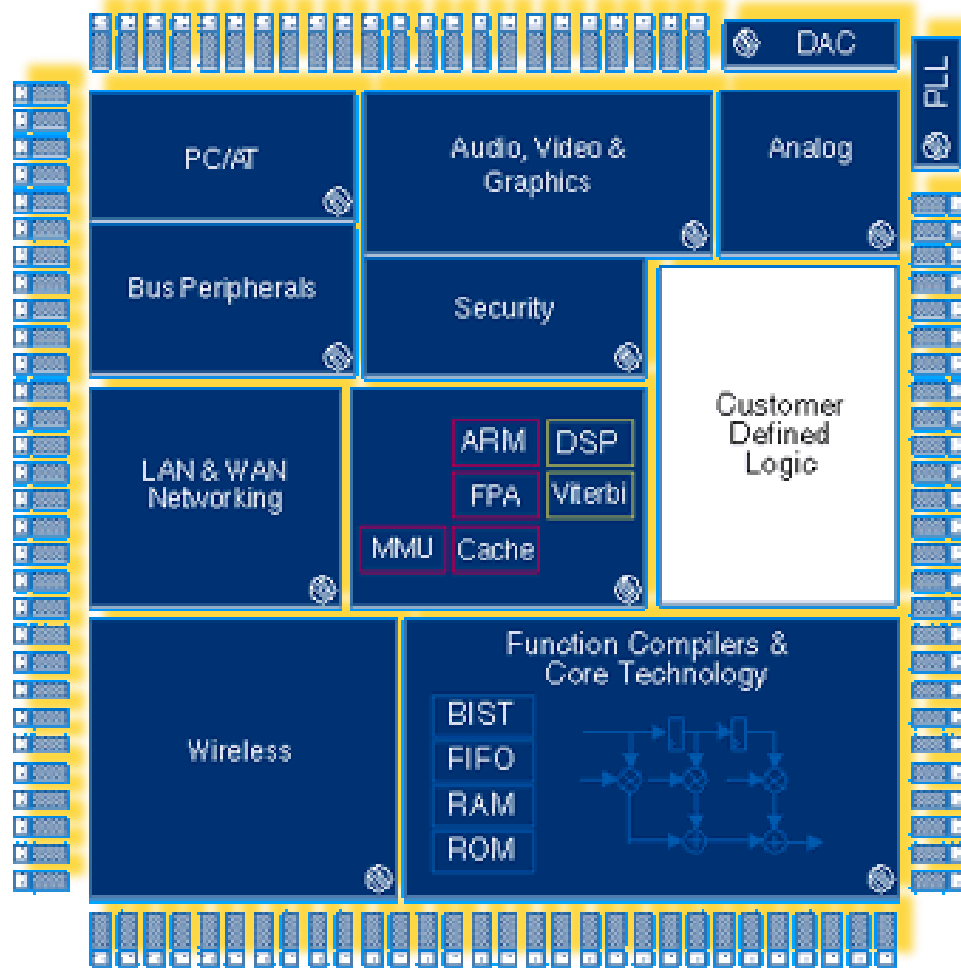 DAC
PLL
PC/AT
Audio, Video &
Graphics
Analog
Bus Peripherals
Security
Customer
Defined
Logic
LAN & WAN
Networking
ARM
DSP
FPA
Viterbi
MMU
Cache
Wireless
Function Compilers &
Core Technology
BIST
FIFO
RAM
ROM